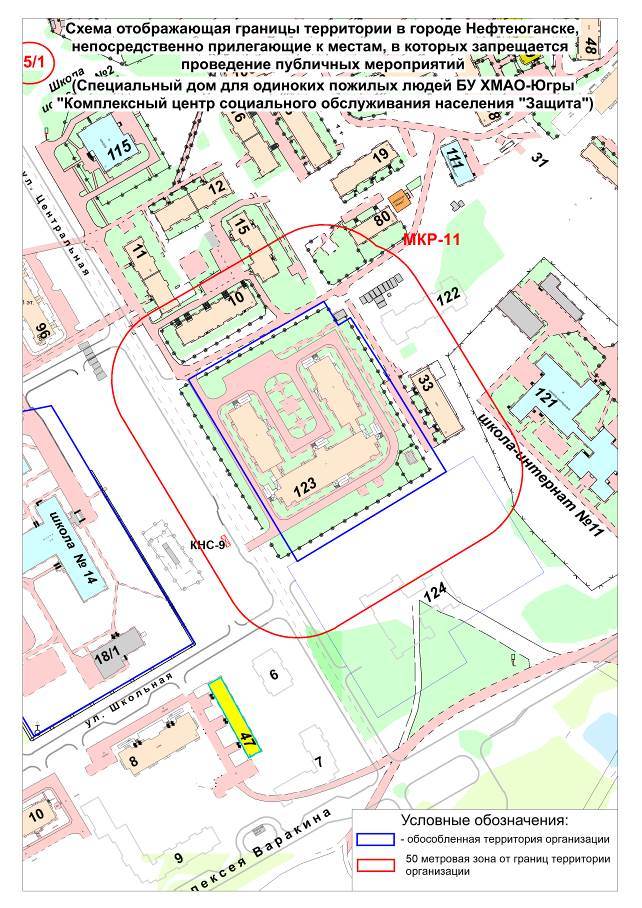 Схема отображающая границы территории в городе Нефтеюганске,
непосредственно прилегающие к местам, в которых запрещается
проведение публичных мероприятий
(Специальный дом для одиноких пожилых людей БУ ХМАО-Югры
"Комплексный центр социального обслуживания населения "Защита")
5/1
Школа
№2
48
115
19
111
31
12
80
МКР-11
ул. Центральная
11
15
10
122
96
33
121
школа-интернат №11
123
школа № 14
КНС-9
124
18/1
6
ул. Школьная
47
8
7
10
9
лексея Варакина
Условные обозначения:
- обособленная территория организации
50 метровая зона от границ территории
организации